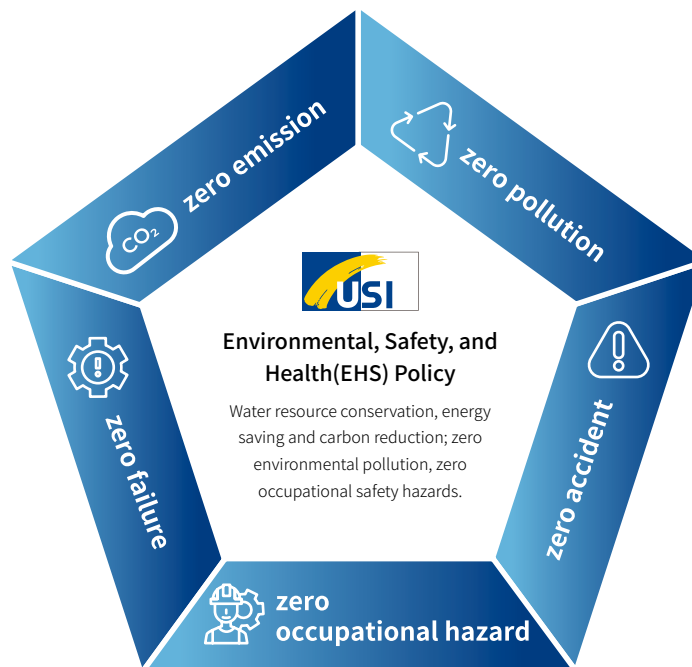 zero emission
CO₂
zero pollution
USI
Environmental, Safety, and
Health(EHS) Policy
Water resource conservation, energy
saving and carbon reduction; zero
environmental pollution, zero
occupational safety hazards.
zero failure
zero accident
zero
occupational hazard